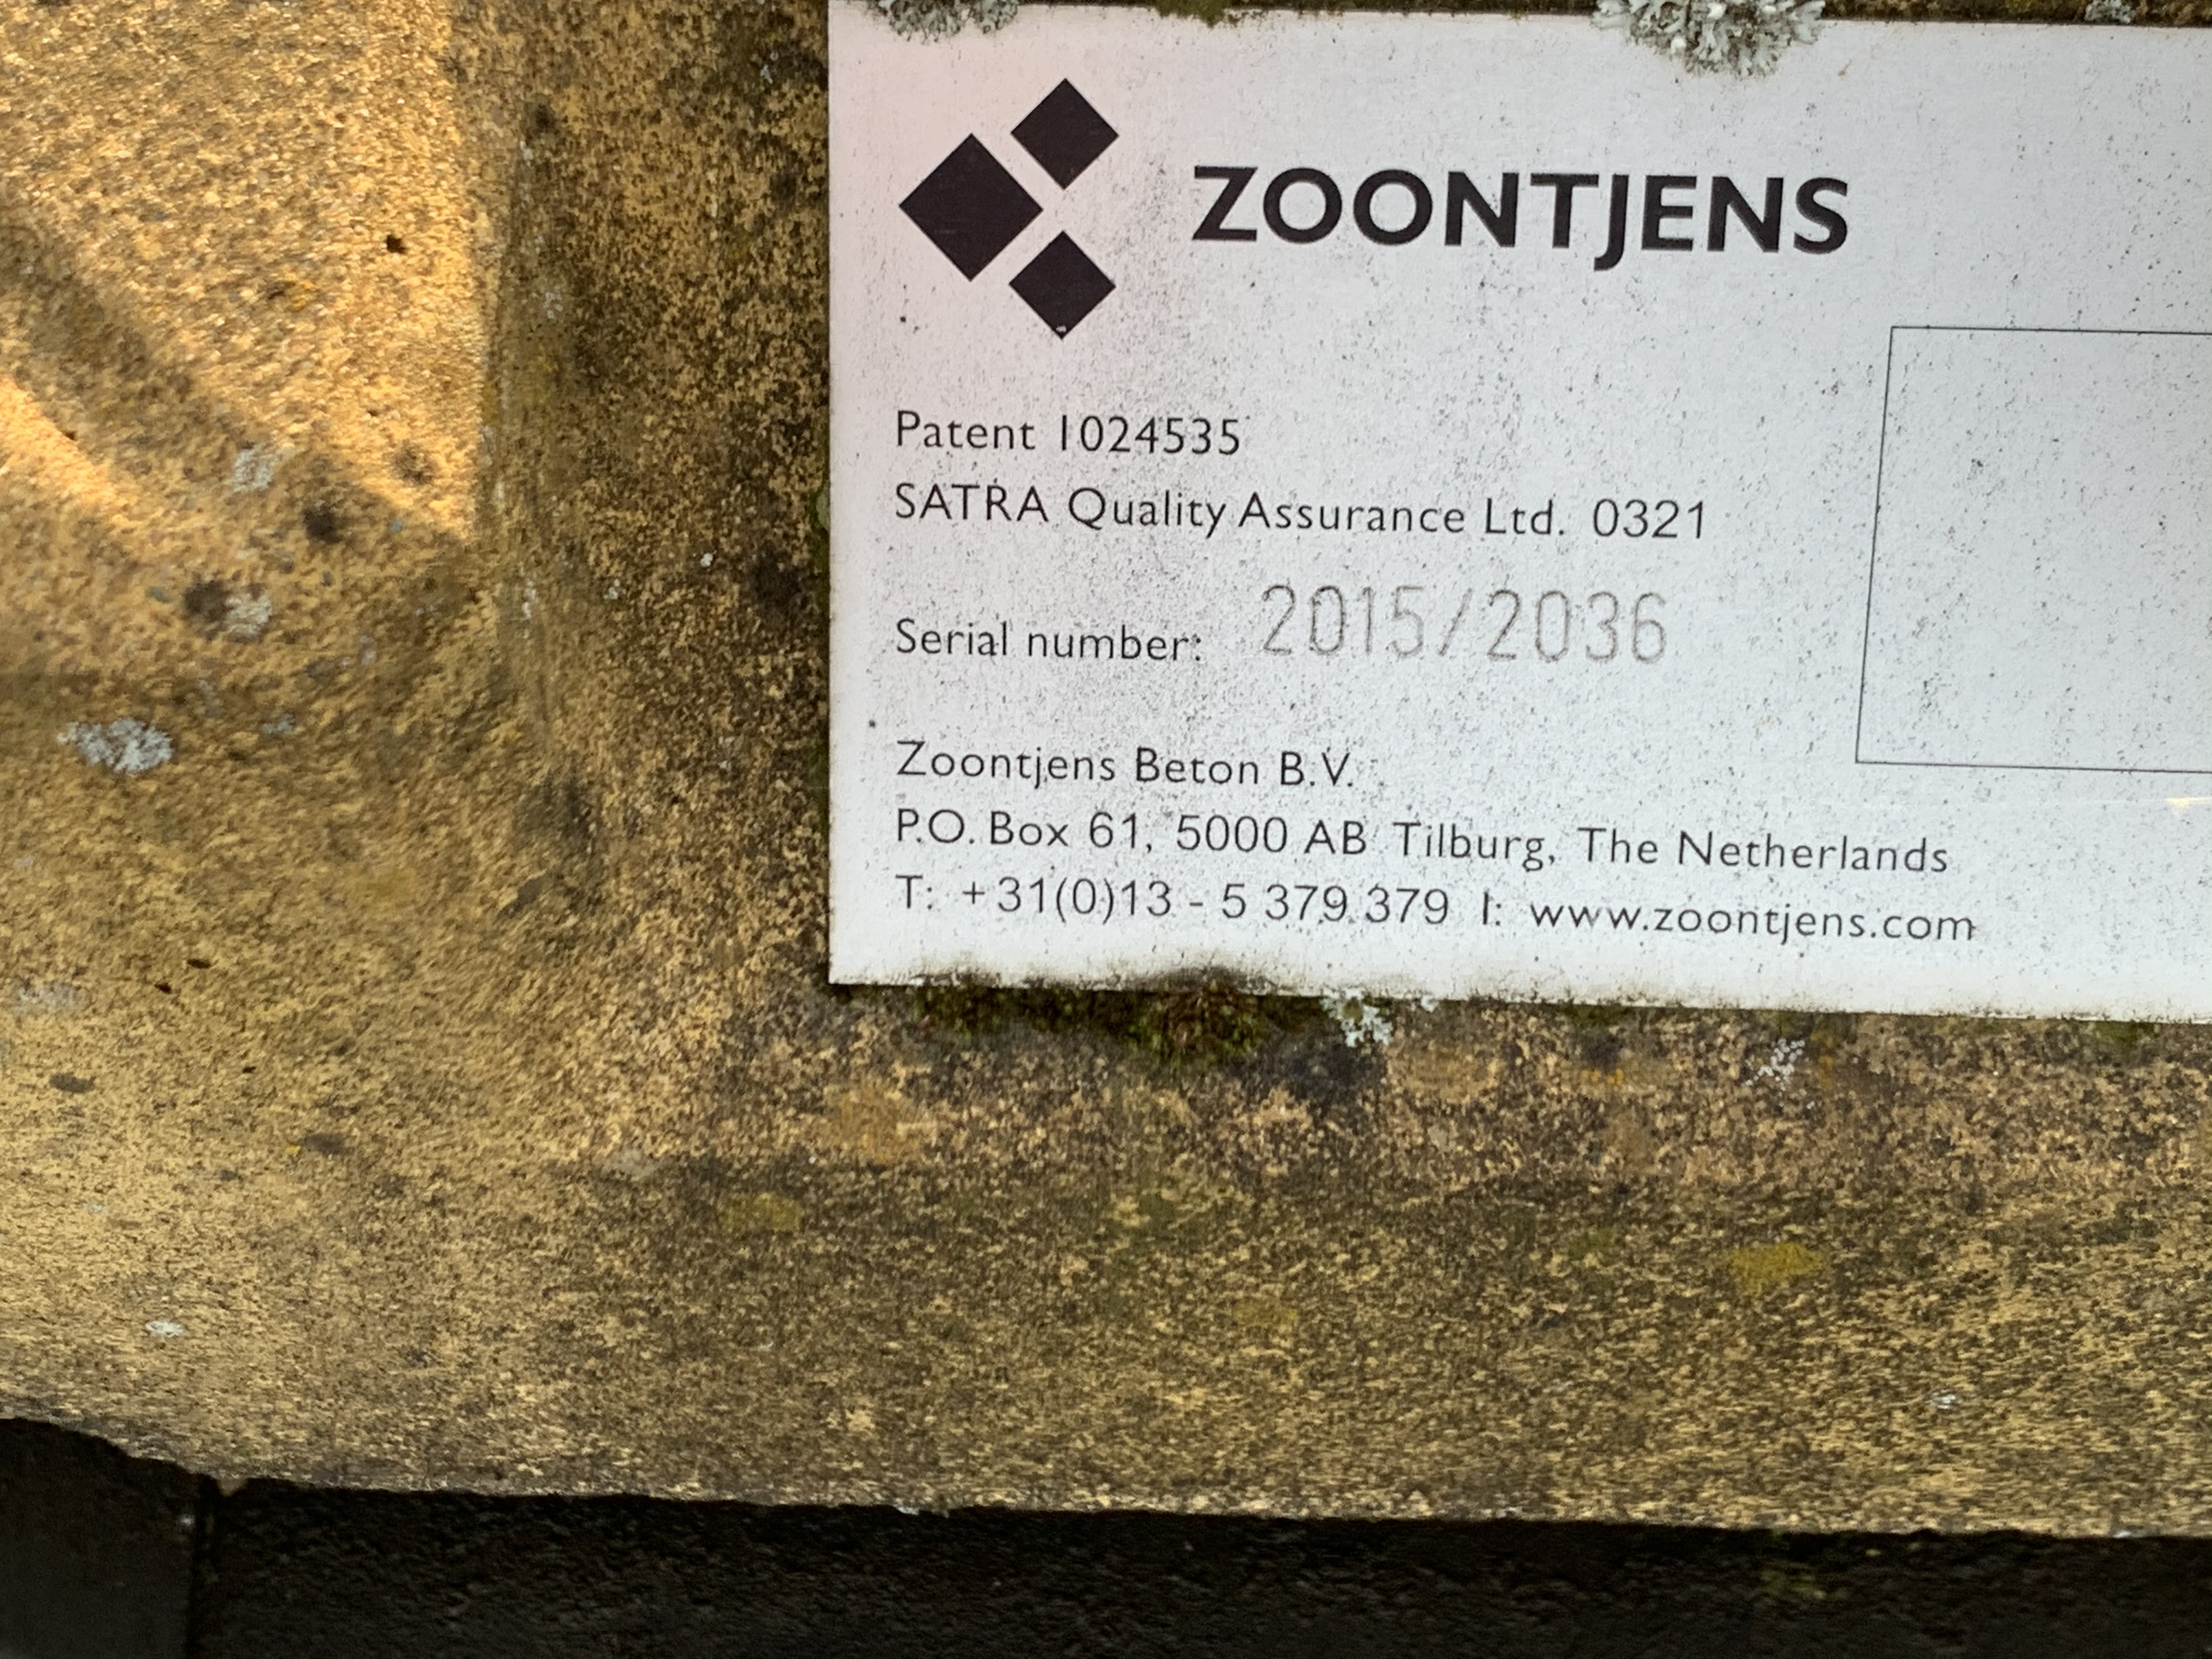 ZOONTJENS
Patent 1024535
SATRA Quality Assurance Ltd. 0321
Serial number: 2015/2036
Zoontjens Beton B.V.
P.O. Box 61, 5000 AB Tilburg, The Netherlands
T: +31(0)13 - 5 379 379 I: www.zoontjens.com